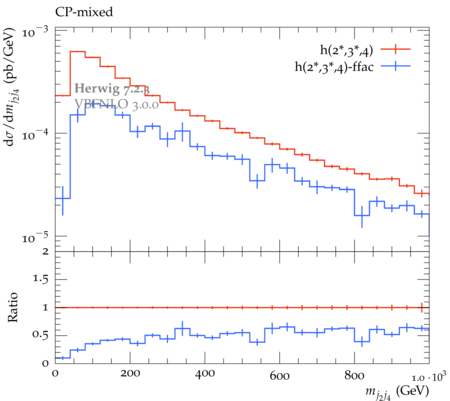 CP-mixed
10⁻³
h(2*,3*,4)
h(2*,3*,4)-ffac
Herwig 7.2.3
VBFNLO 3.0.0
10⁻⁴
dσ/dm_{j₂j₄} (pb/GeV)
10⁻⁵
2
1.5
1
0.5
0
Ratio
0 200 400 600 800 1.0 · 10³
m_{j₂j₄} (GeV)